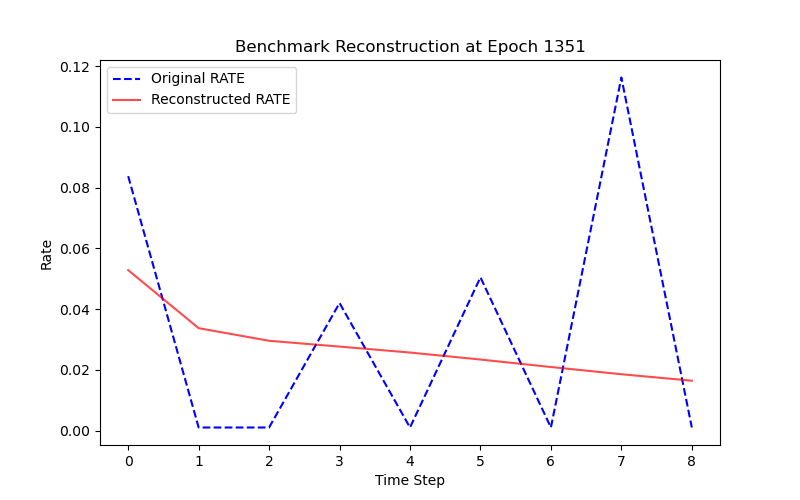 Benchmark Reconstruction at Epoch 1351
Original RATE
Reconstructed RATE
0.12
0.10
0.08
0.06
0.04
0.02
0.00
Rate
0 1 2 3 4 5 6 7 8
Time Step